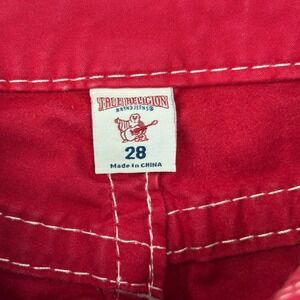 TRUE RELIGION
BRAND JEANS
28
Made in CHINA